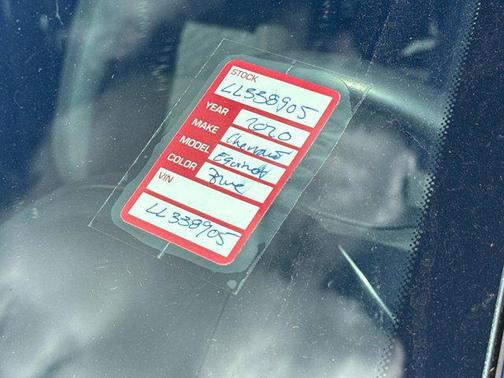 STOCK
LL338905
YEAR 2020
MAKE Chevrolet
MODEL Equinox
COLOR Blue
VIN
LL338905